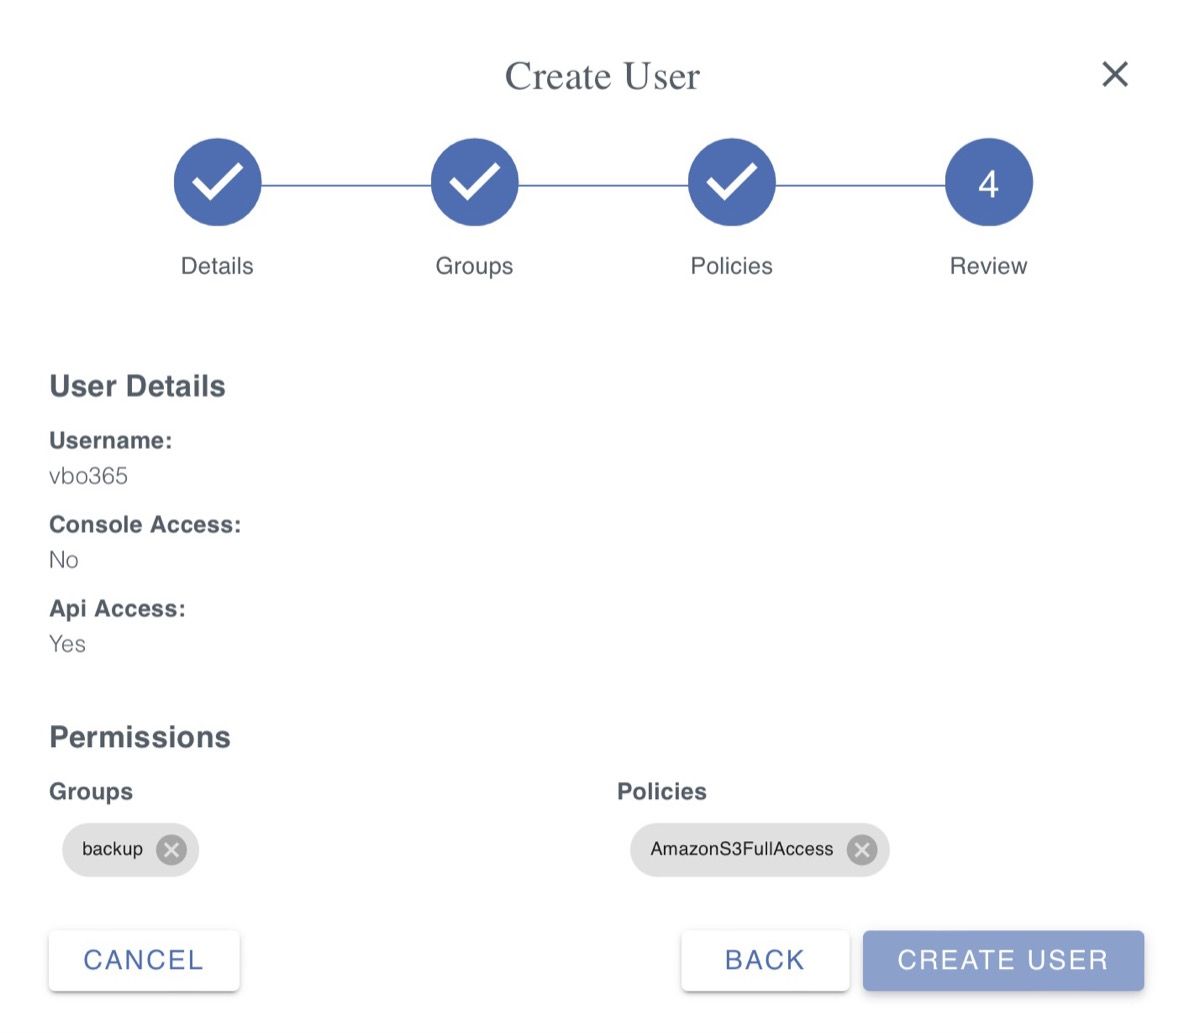 Create User
4
Details Groups Policies Review
User Details
Username:
vbo365
Console Access:
No
Api Access:
Yes
Permissions
Groups Policies
backup AmazonS3FullAccess
CANCEL BACK CREATE USER